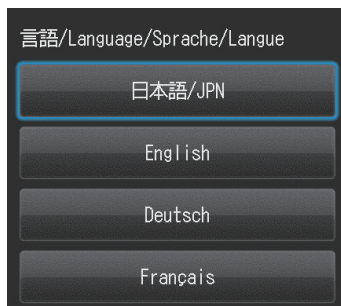 言語/Language/Sprache/Langue
日本語/JPN
English
Deutsch
Français